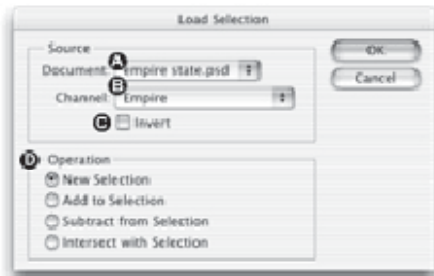 Load Selection
Source
OK
A
Document: empire state.psd
Cancel
B
Channel: Empire
C Invert
D Operation
New Selection
Add to Selection
Subtract from Selection
Intersect with Selection